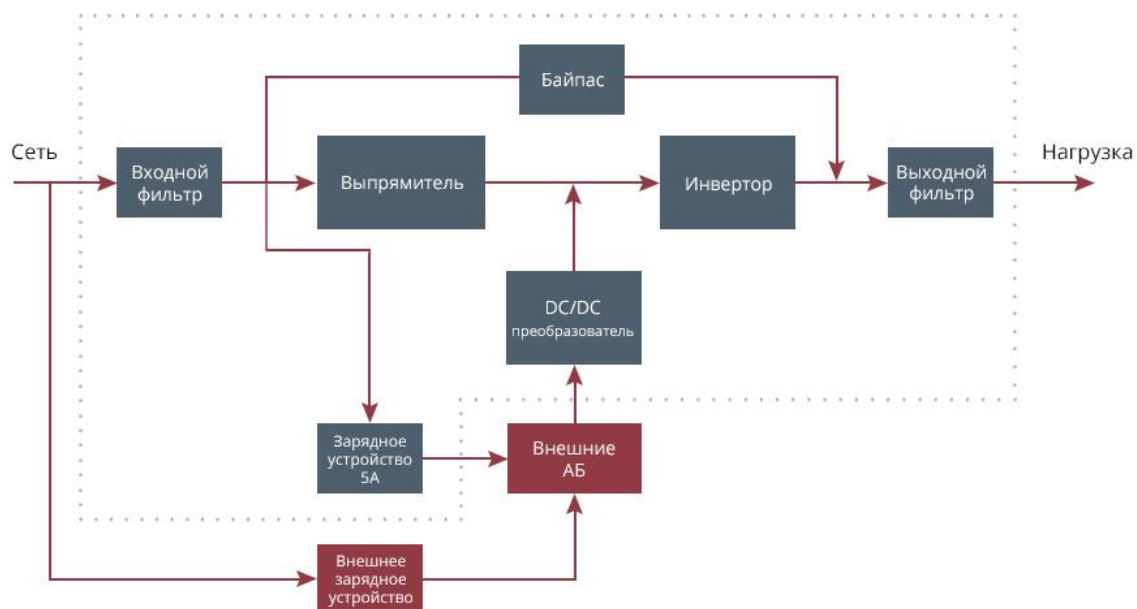 Байпас
Сеть
Входной
фильтр
Выпрямитель
Инвертор
Выходной
фильтр
Нагрузка
DC/DC
преобразователь
Зарядное
устройство
5А
Внешние
АБ
Внешнее
зарядное
устройство